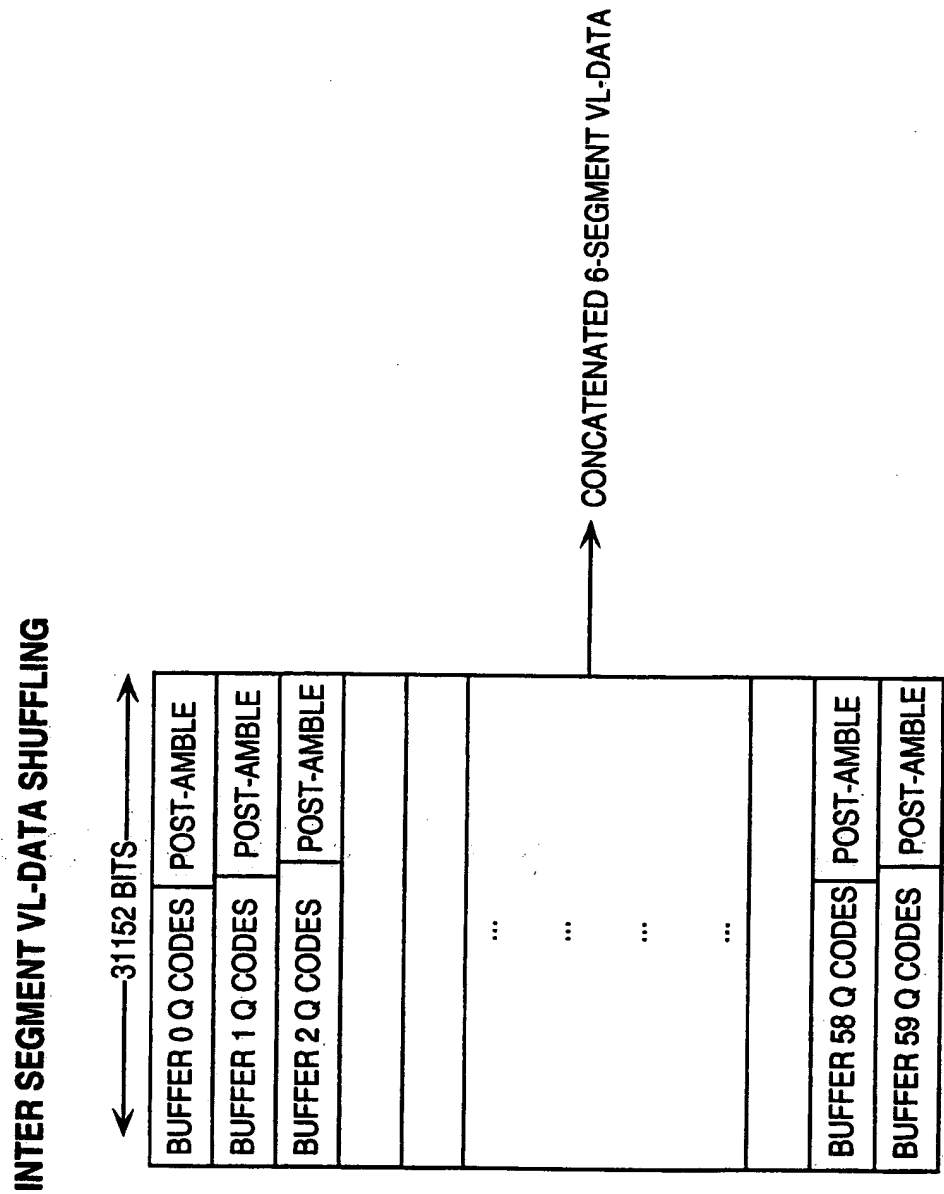 INTER SEGMENT VL-DATA SHUFFLING
31152 BITS
BUFFER 0 Q CODES POST-AMBLE
BUFFER 1 Q CODES POST-AMBLE
BUFFER 2 Q CODES POST-AMBLE
...
...
...
...
BUFFER 58 Q CODES POST-AMBLE
BUFFER 59 Q CODES POST-AMBLE
CONCATENATED 6-SEGMENT VL-DATA